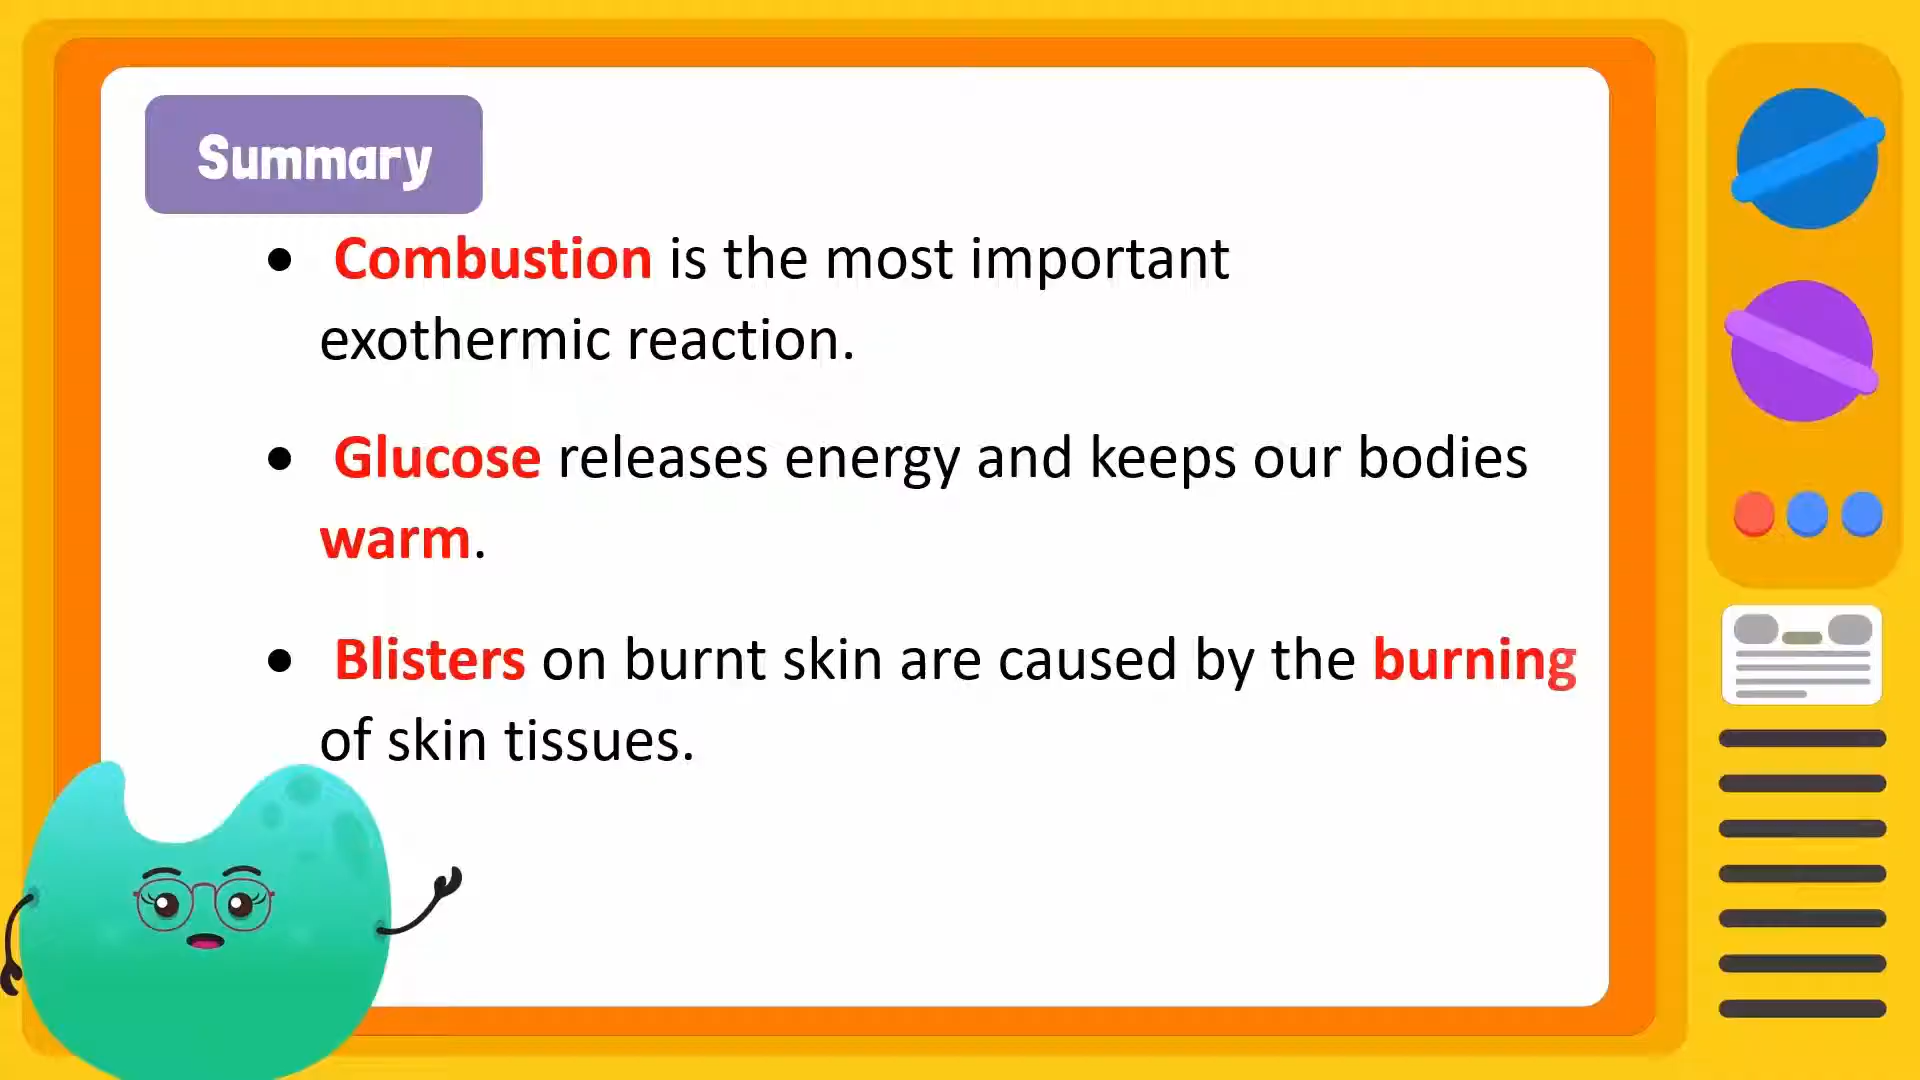 Summary
• Combustion is the most important
exothermic reaction.
• Glucose releases energy and keeps our bodies
warm.
• Blisters on burnt skin are caused by the burning
of skin tissues.